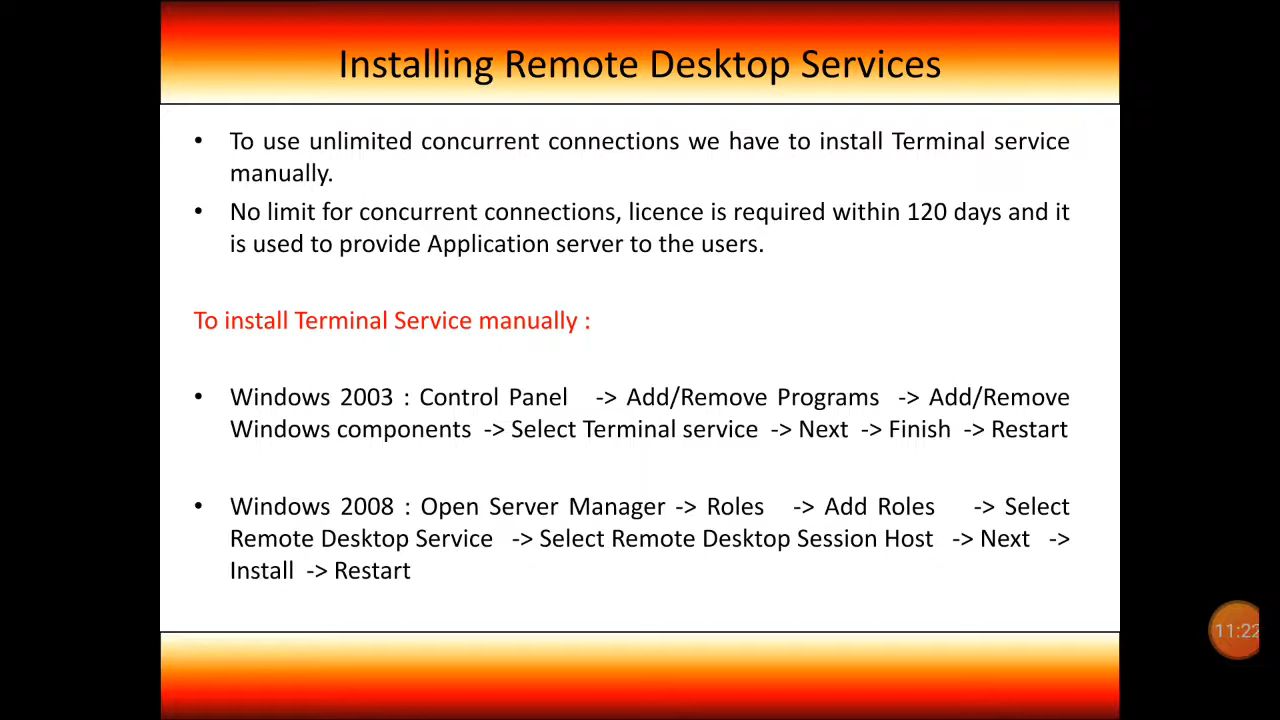 Installing Remote Desktop Services
• To use unlimited concurrent connections we have to install Terminal service
manually.
• No limit for concurrent connections, licence is required within 120 days and it
is used to provide Application server to the users.
To install Terminal Service manually :
• Windows 2003 : Control Panel -> Add/Remove Programs -> Add/Remove
Windows components -> Select Terminal service -> Next -> Finish -> Restart
• Windows 2008 : Open Server Manager -> Roles -> Add Roles -> Select
Remote Desktop Service -> Select Remote Desktop Session Host -> Next ->
Install -> Restart
11:22